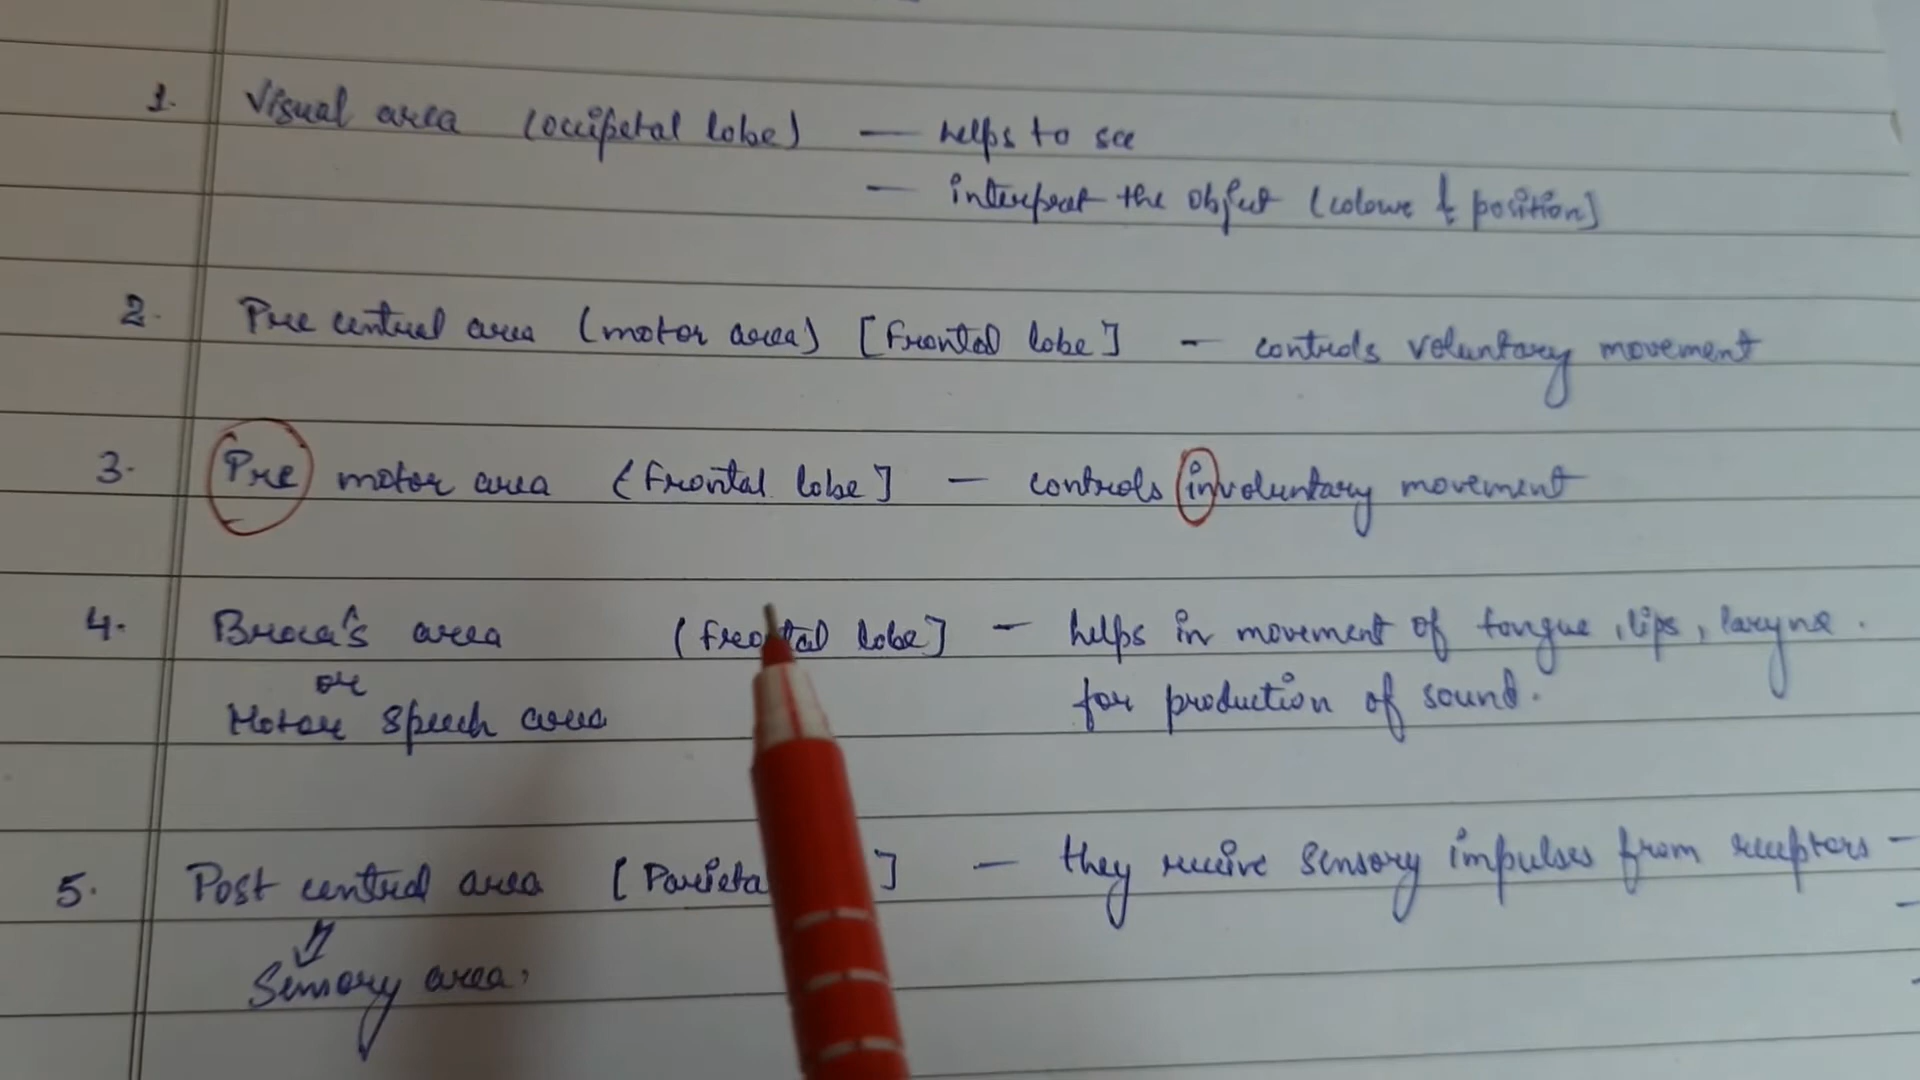 1. Visual area (occipetal lobe) — helps to see
— interpret the object (colour & position)
2. Pre central area (motor area) [Frontal lobe] — controls voluntary movement
3. Pre motor area (Frontal lobe] — controls involuntary movement
4. Broca's area (Frontal lobe] — helps in movement of tongue, lips, larynx.
or for production of sound.
Motor speech area
5. Post central area [Parieta ] — they receive sensory impulses from receptors —
Sensory area,